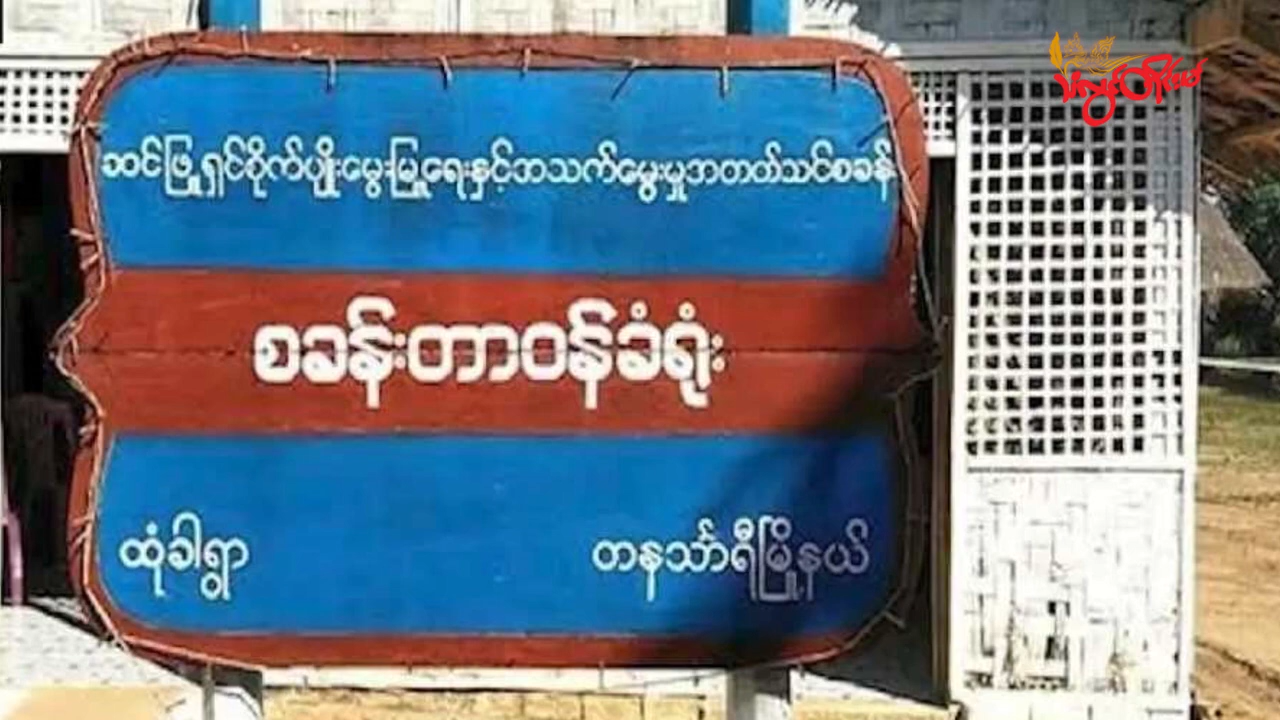 ဆင်ဖြူရှင်စိုက်ပျိုးမွေးမြူရေးနှင့်အသက်မွေးမှုအတတ်သင်စခန်း
စခန်းတာဝန်ခံရုံး
ထုံခါရွာ
တနင်္သာရီမြို့နယ်